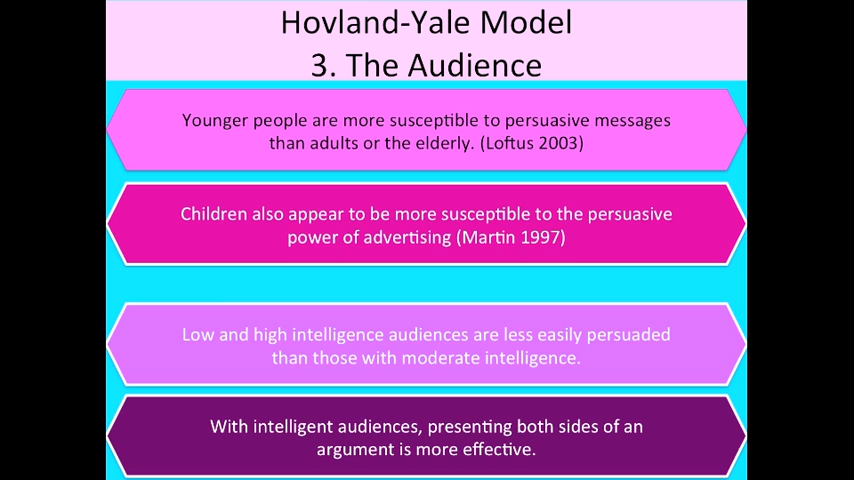 Hovland-Yale Model
3. The Audience
Younger people are more susceptible to persuasive messages
than adults or the elderly. (Loftus 2003)
Children also appear to be more susceptible to the persuasive
power of advertising (Martin 1997)
Low and high intelligence audiences are less easily persuaded
than those with moderate intelligence.
With intelligent audiences, presenting both sides of an
argument is more effective.